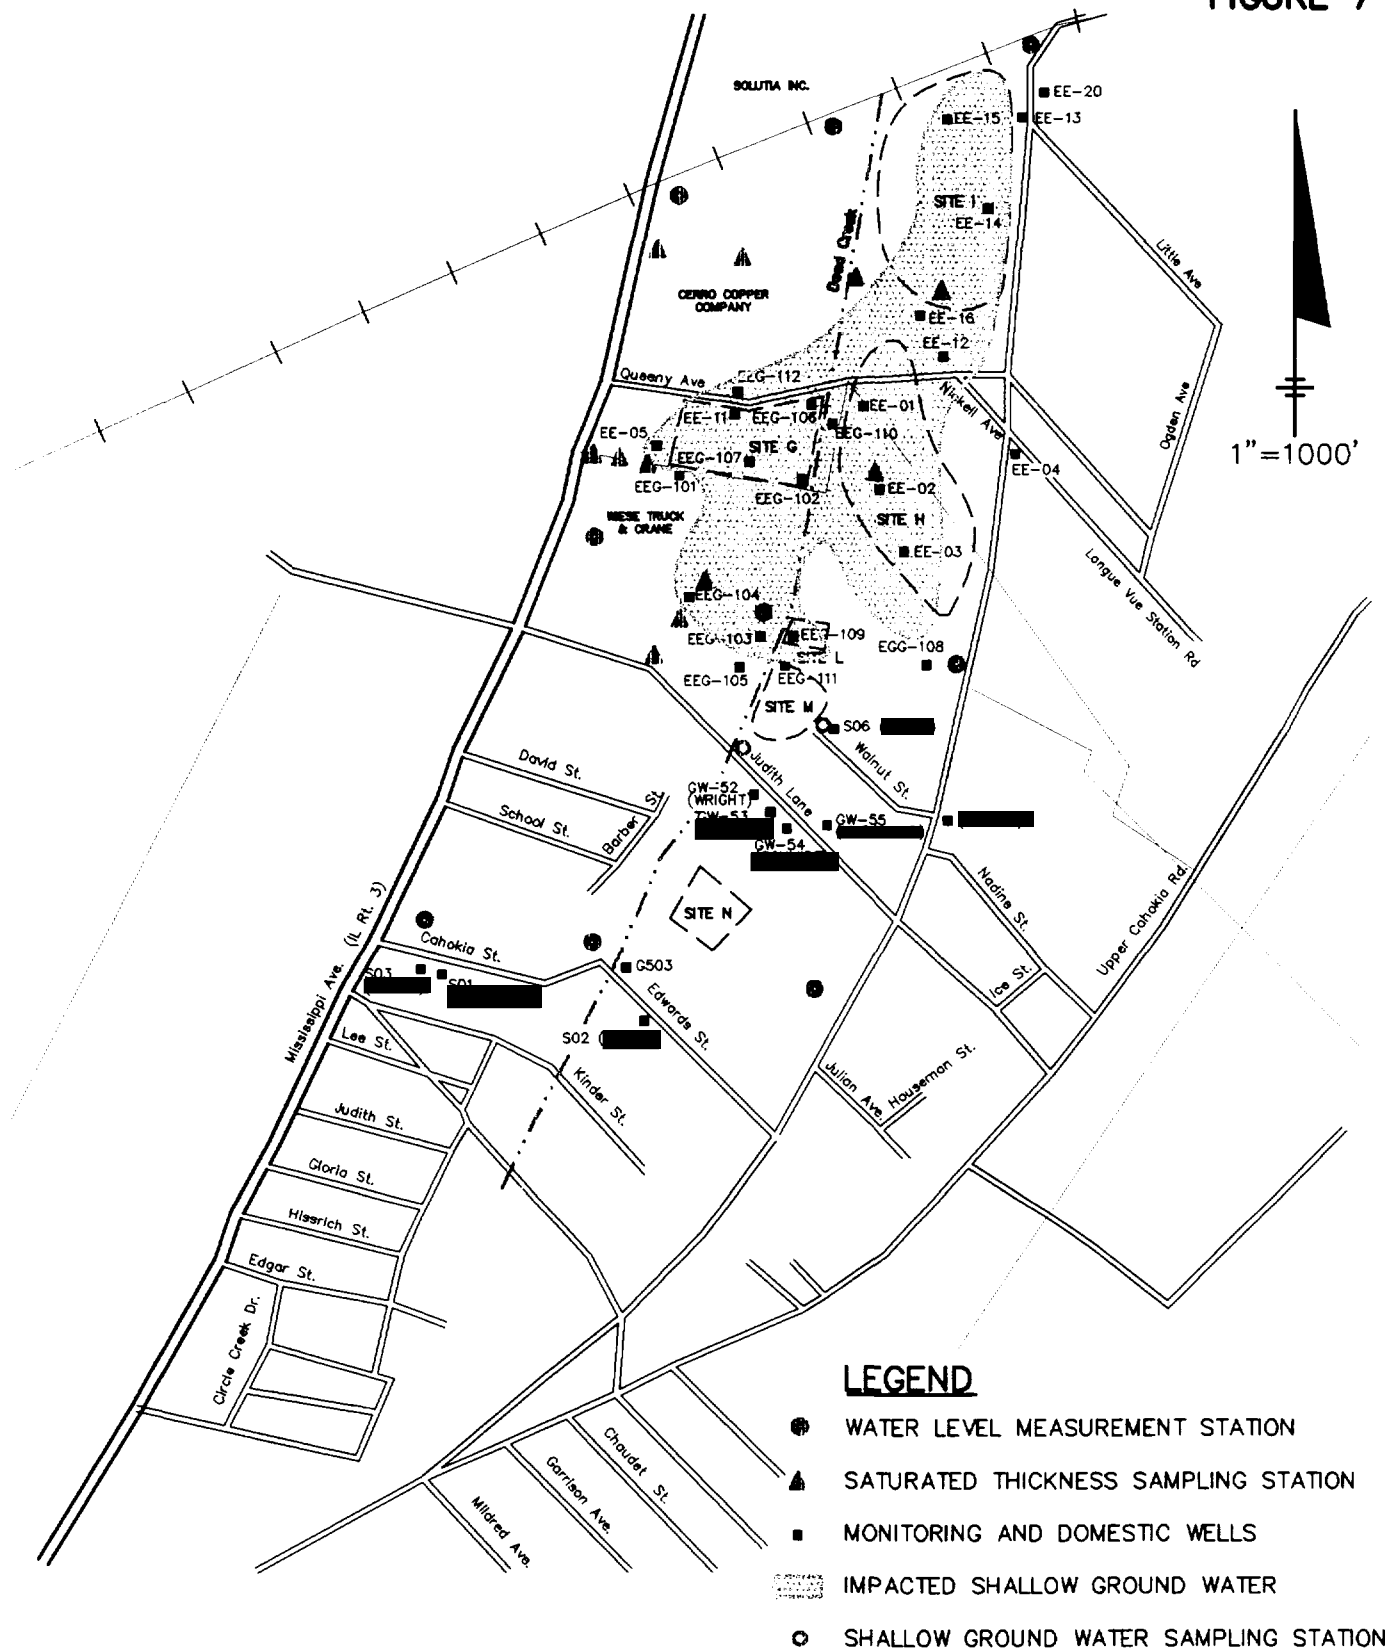 FIGURE 7
SOLUTIA INC.
EE-20
EE-15
EE-13
SITE I
EE-14
Dead Creek
Little Ave
CERRO COPPER
COMPANY
EE-16
EE-12
Queeny Ave
EEG-112
Nickell Ave
Ogden Ave
1"=1000'
EE-11
EEG-106
EE-01
EE-05
EEG-110
SITE G
EEG-107
EE-04
EEG-101
EEG-102
EE-02
WIESE TRUCK
& CRANE
SITE H
EE-03
Longue Vue Station Rd
EEG-104
EEG-103
EEG-109
EGG-108
SITE L
EEG-105
EEG-111
SITE M
S06
David St.
Judith Lane
Walnut St.
GW-52
(WRIGHT)
GW-53
School St.
Barber St.
GW-55
GW-54
Nadine St.
SITE N
Upper Cahokia Rd.
Mississippi Ave. (IL Rt. 3)
Cahokia St.
G503
S03
S01
Edwards St.
Ice St.
Lee St.
S02
Kinder St.
Julian Ave.
Houseman St.
Judith St.
Gloria St.
Hissrich St.
Edgar St.
Circle Creek Dr.
Chaudet St.
Garrison Ave.
Mildred Ave.
LEGEND
WATER LEVEL MEASUREMENT STATION
SATURATED THICKNESS SAMPLING STATION
MONITORING AND DOMESTIC WELLS
IMPACTED SHALLOW GROUND WATER
SHALLOW GROUND WATER SAMPLING STATION